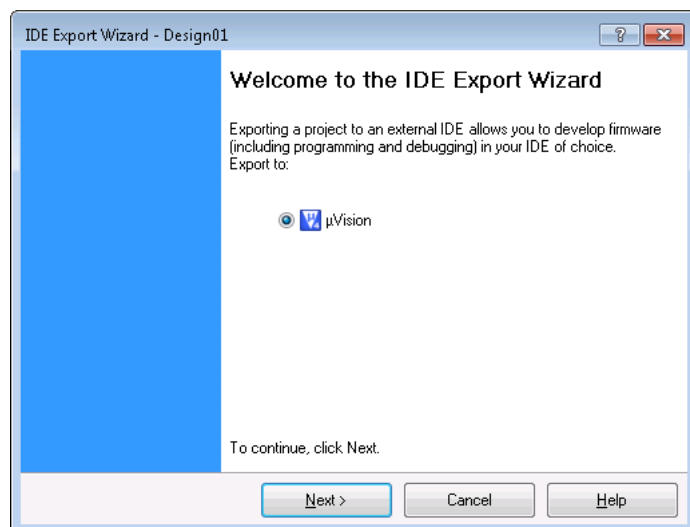 IDE Export Wizard - Design01
Welcome to the IDE Export Wizard
Exporting a project to an external IDE allows you to develop firmware
(including programming and debugging) in your IDE of choice.
Export to:
µVision
To continue, click Next.
Next >
Cancel
Help